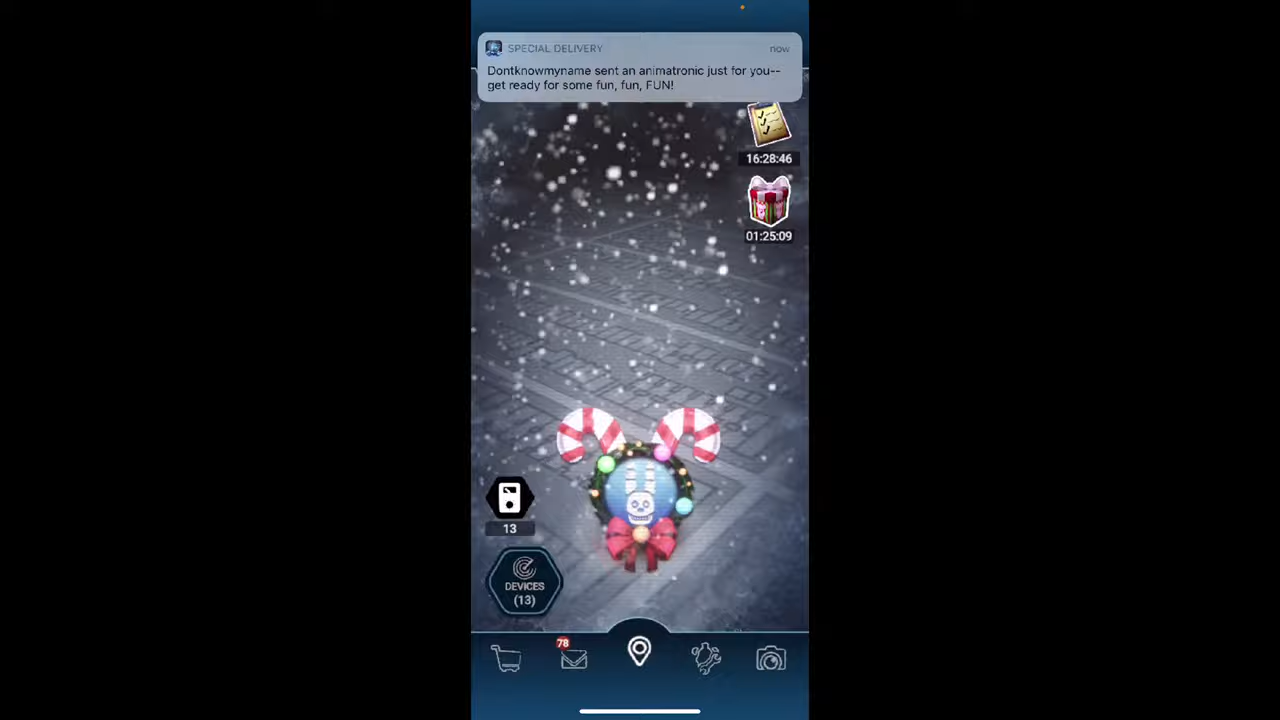 SPECIAL DELIVERY
now
Dontknowmyname sent an animatronic just for you--
get ready for some fun, fun, FUN!
16:28:46
01:25:09
13
DEVICES
(13)
78